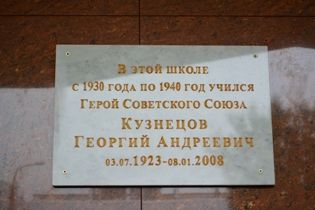 В ЭТОЙ ШКОЛЕ
С 1930 ГОДА ПО 1940 ГОД УЧИЛСЯ
ГЕРОЙ СОВЕТСКОГО СОЮЗА
КУЗНЕЦОВ
ГЕОРГИЙ АНДРЕЕВИЧ
03.07.1923-08.01.2008